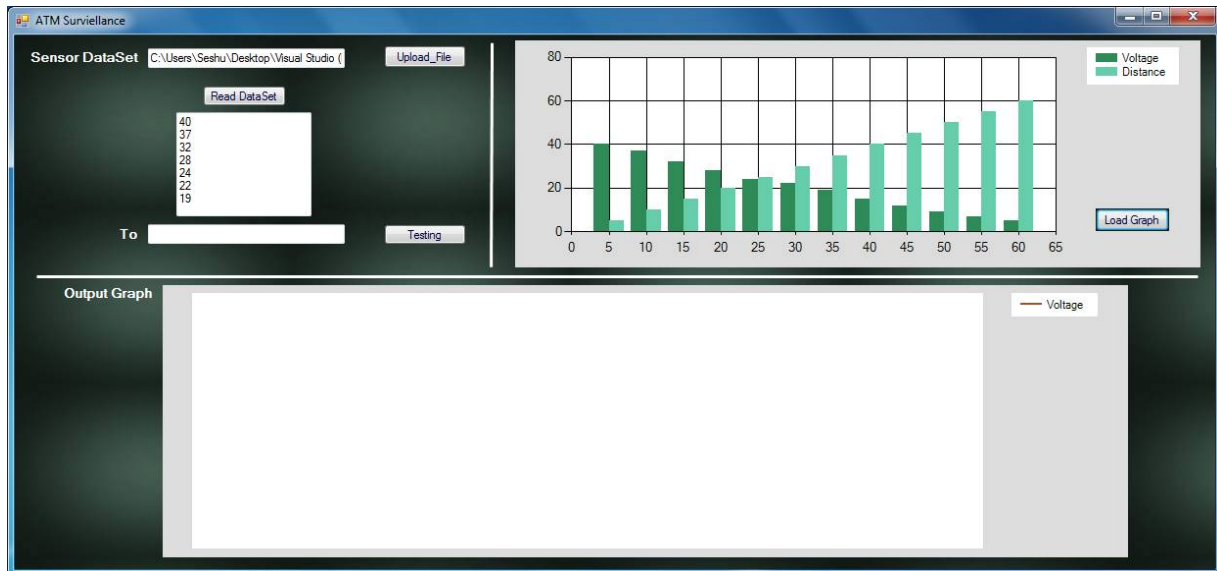 ATM Surviellance
Sensor DataSet
C:\Users\Seshu\Desktop\Visual Studio (
Upload_File
Read DataSet
40
37
32
28
24
22
19
To
Testing
80
60
40
20
0
0 5 10 15 20 25 30 35 40 45 50 55 60 65
Voltage
Distance
Load Graph
Output Graph
Voltage